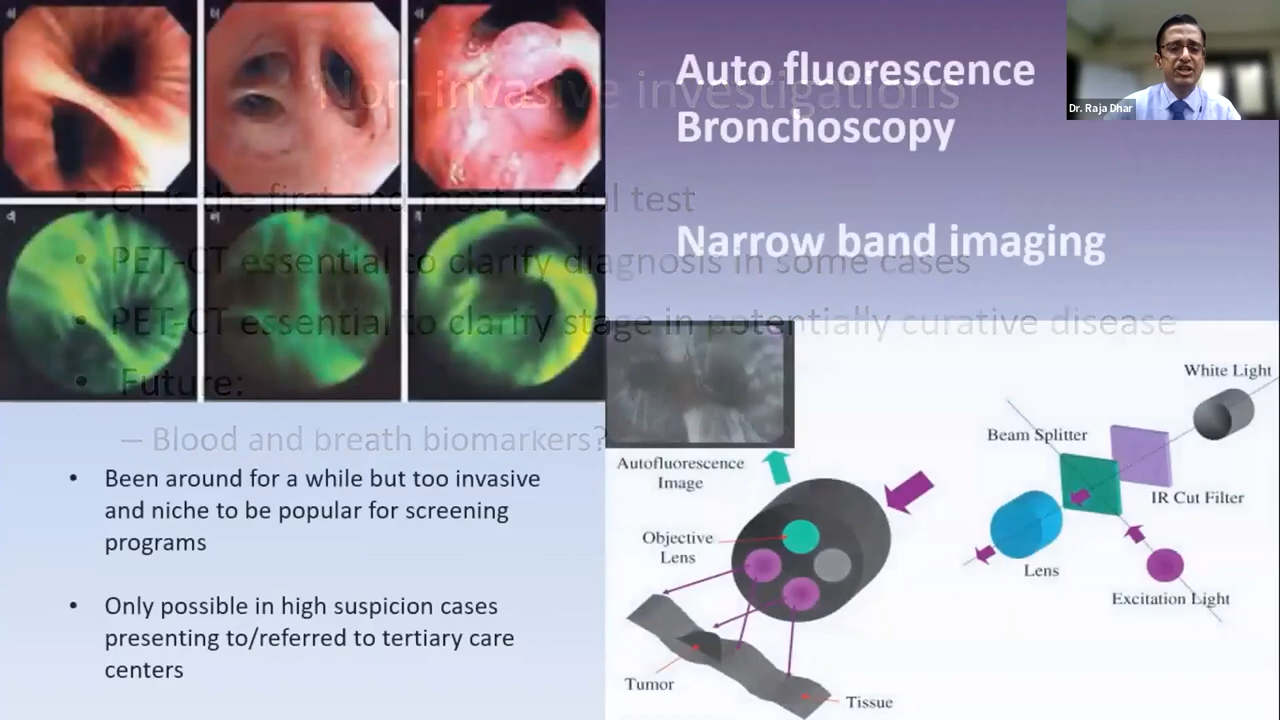 Auto fluorescence
Bronchoscopy
Narrow band imaging
Dr. Raja Dhar
Non-invasive investigations
• CT is the first and most useful test
• PET-CT essential to clarify diagnosis in some cases
• PET-CT essential to clarify stage in potentially curative disease
• Future:
– Blood and breath biomarkers?
• Been around for a while but too invasive
and niche to be popular for screening
programs
• Only possible in high suspicion cases
presenting to/referred to tertiary care
centers
Autofluorescence
Image
Objective
Lens
Tumor
Tissue
White Light
Beam Splitter
IR Cut Filter
Lens
Excitation Light